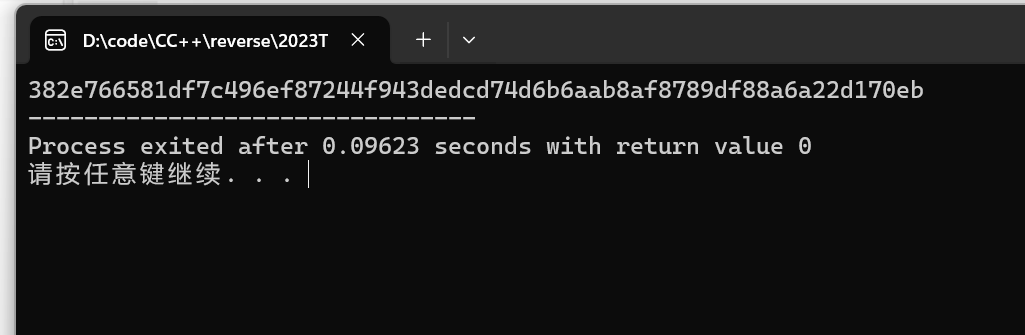 D:\code\CC++\reverse\2023T
382e766581df7c496ef87244f943dedcd74d6b6aab8af8789df88a6a22d170eb
--------------------------------
Process exited after 0.09623 seconds with return value 0
请按任意键继续. . .